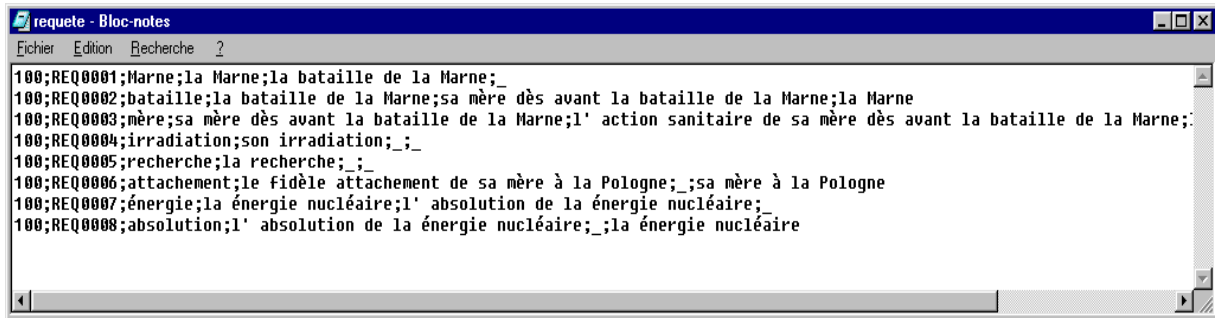 requete - Bloc-notes
Fichier Edition Recherche ?
100;REQ0001;Marne;la Marne;la bataille de la Marne;_
100;REQ0002;bataille;la bataille de la Marne;sa mère dès avant la bataille de la Marne;la Marne
100;REQ0003;mère;sa mère dès avant la bataille de la Marne;l' action sanitaire de sa mère dès avant la bataille de la Marne;
100;REQ0004;irradiation;son irradiation;_;_
100;REQ0005;recherche;la recherche;_;_
100;REQ0006;attachement;le fidèle attachement de sa mère à la Pologne;_;sa mère à la Pologne
100;REQ0007;énergie;la énergie nucléaire;l' absolution de la énergie nucléaire;_
100;REQ0008;absolution;l' absolution de la énergie nucléaire;_;la énergie nucléaire